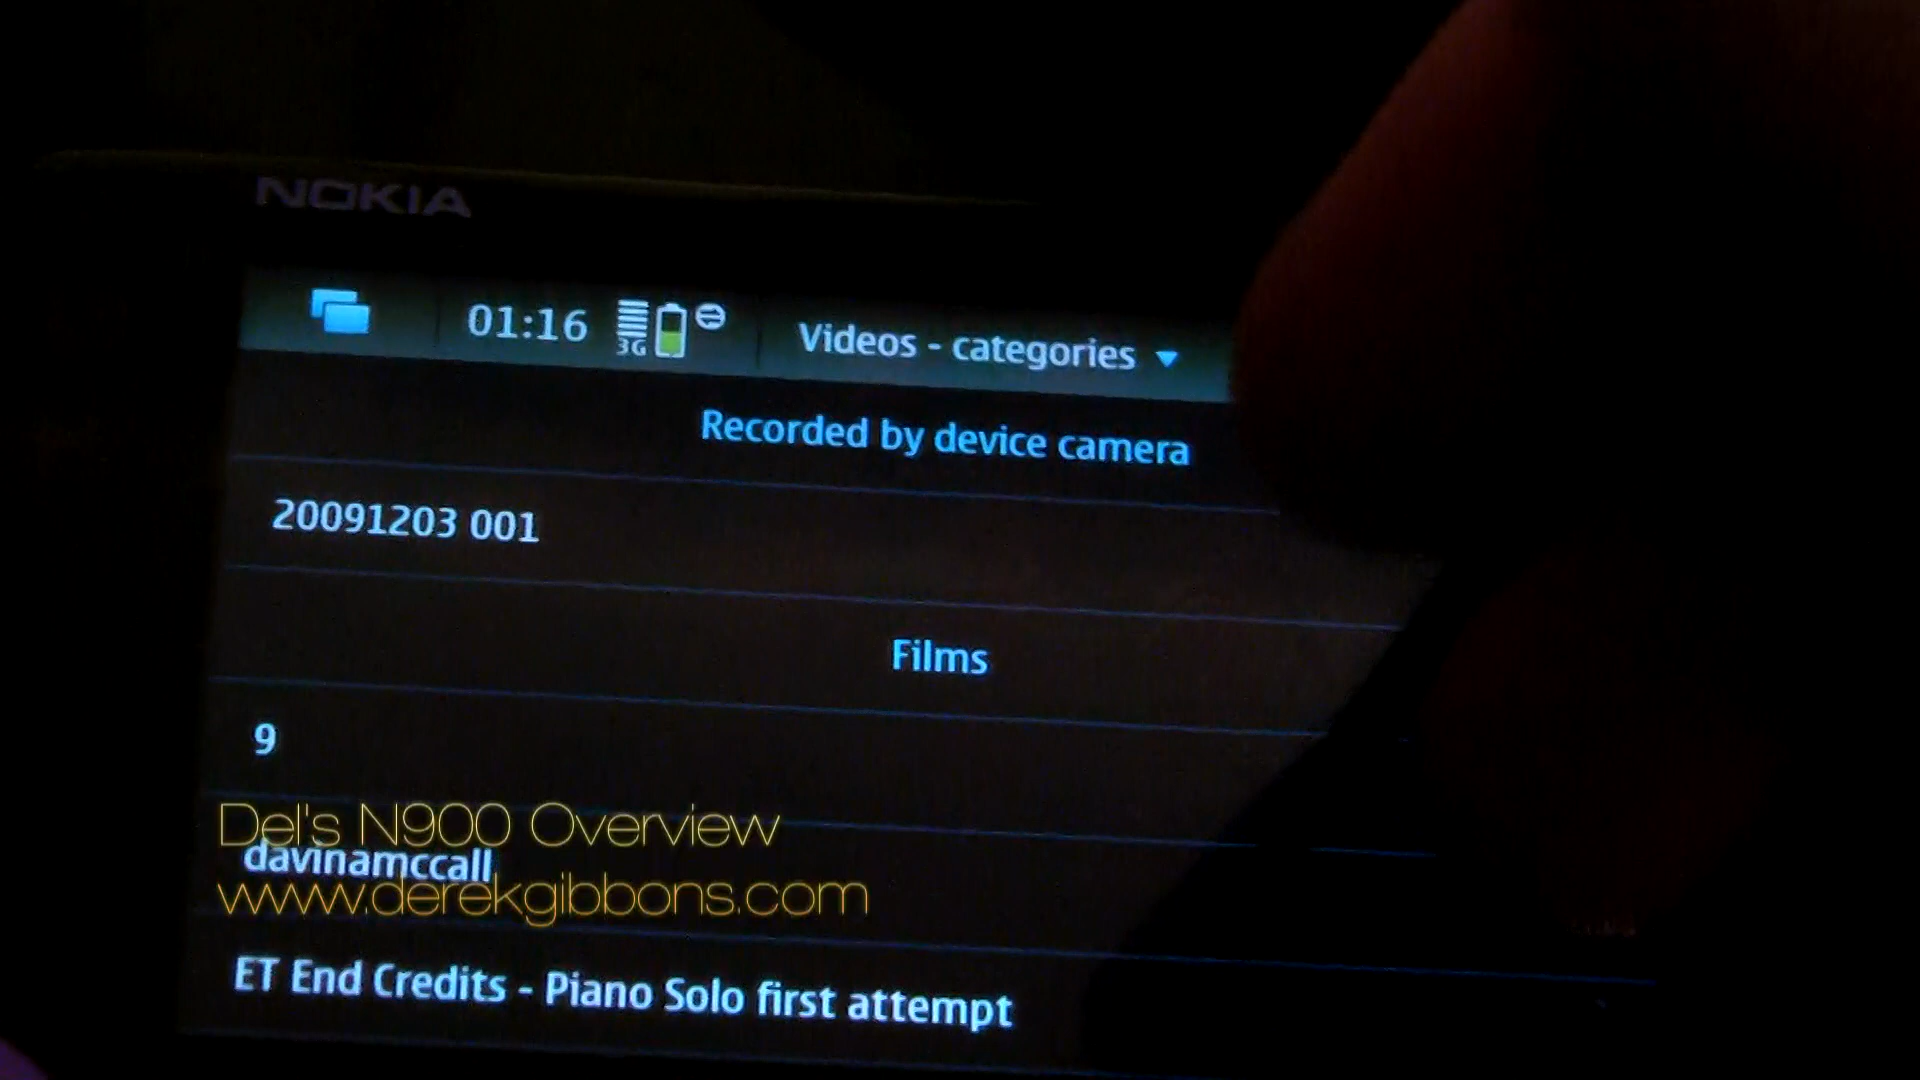 NOKIA
01:16 3G Videos - categories
Recorded by device camera
20091203 001
Films
9
Del's N900 Overview
davinamccall
www.derekgibbons.com
ET End Credits - Piano Solo first attempt